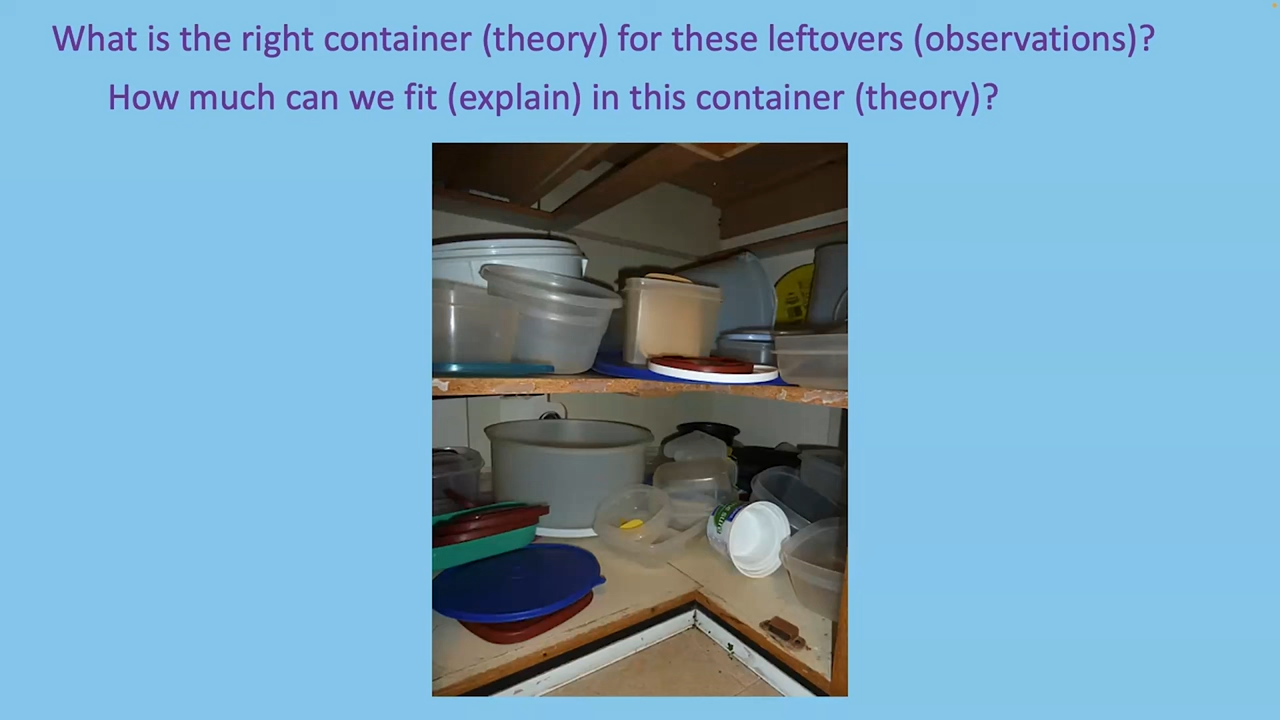 What is the right container (theory) for these leftovers (observations)?
How much can we fit (explain) in this container (theory)?